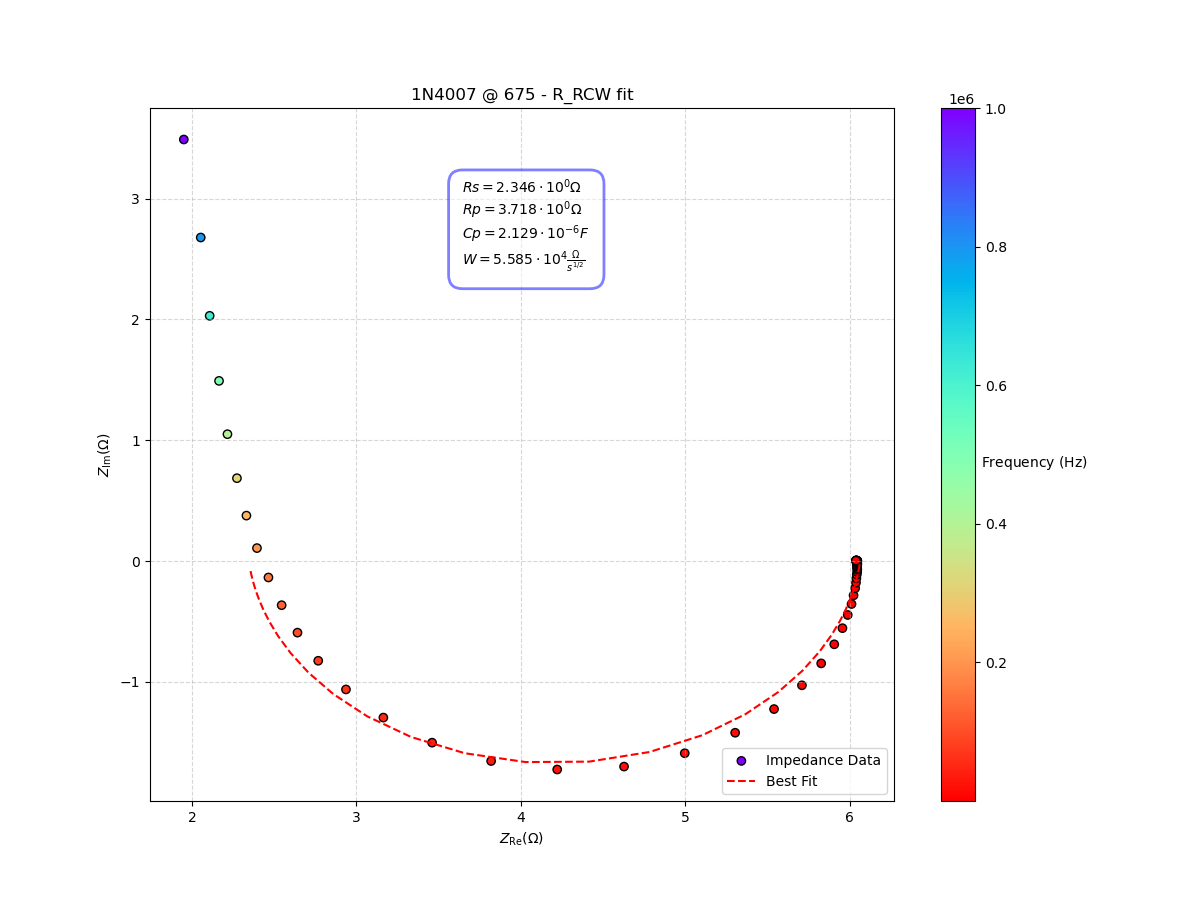 1N4007 @ 675 - R_RCW fit
1e6
1.0
0.8
0.6
0.4
0.2
Frequency (Hz)
Rs = 2.346 · 10⁰Ω
Rp = 3.718 · 10⁰Ω
Cp = 2.129 · 10⁻⁶F
W = 5.585 · 10⁴ Ω/s^{1/2}
3
2
1
0
−1
Z_Im(Ω)
Impedance Data
Best Fit
2 3 4 5 6
Z_Re(Ω)